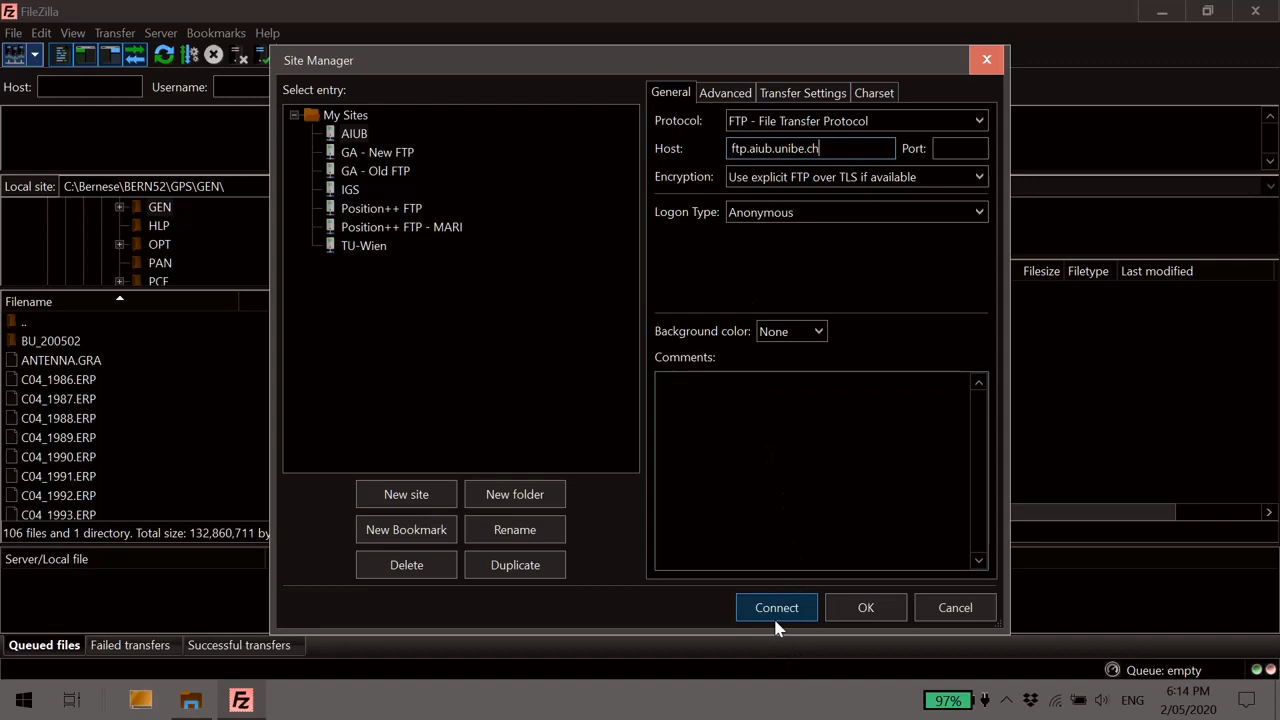 FileZilla
File Edit View Transfer Server Bookmarks Help
Host: Username:
Site Manager
Select entry:
My Sites
AIUB
GA - New FTP
GA - Old FTP
IGS
Position++ FTP
Position++ FTP - MARI
TU-Wien
New site New folder
New Bookmark Rename
Delete Duplicate
General Advanced Transfer Settings Charset
Protocol: FTP - File Transfer Protocol
Host: ftp.aiub.unibe.ch Port:
Encryption: Use explicit FTP over TLS if available
Logon Type: Anonymous
Background color: None
Comments:
Connect OK Cancel
Local site: C:\Bernese\BERN52\GPS\GEN\
GEN
HLP
OPT
PAN
PCF
Filename
..
BU_200502
ANTENNA.GRA
C04_1986.ERP
C04_1987.ERP
C04_1988.ERP
C04_1989.ERP
C04_1990.ERP
C04_1991.ERP
C04_1992.ERP
C04_1993.ERP
106 files and 1 directory. Total size: 132,860,711 by
Filesize Filetype Last modified
Server/Local file
Queued files Failed transfers Successful transfers
Queue: empty
97% ENG 6:14 PM
2/05/2020